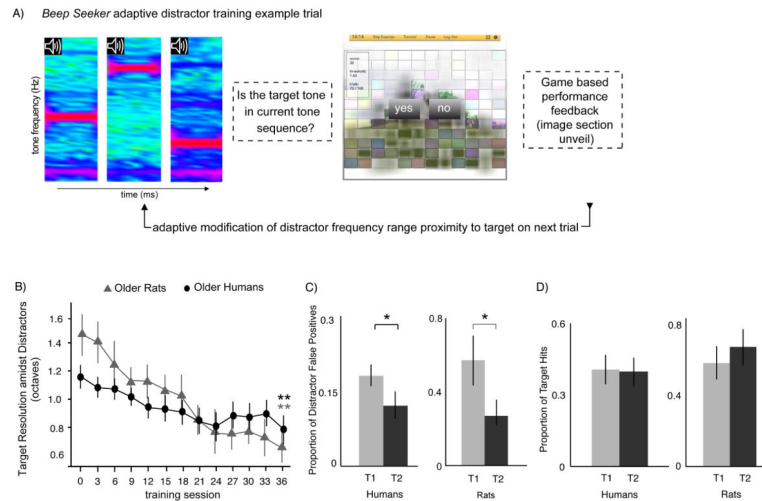 A) Beep Seeker adaptive distractor training example trial
tone frequency (Hz)
time (ms)
Is the target tone
in current tone
sequence?
yes no
Game based
performance
feedback
(image section
unveil)
adaptive modification of distractor frequency range proximity to target on next trial
B)
Older Rats Older Humans
Target Resolution amidst Distractors
(octaves)
1.6
1.4
1.2
1.0
0.8
0.6
**
**
0 3 6 9 12 15 18 21 24 27 30 33 36
training session
C)
Proportion of Distractor False Positives
0.3
0.15
0
*
T1 T2
Humans
0.8
0.4
0
*
T1 T2
Rats
D)
Proportion of Target Hits
0.6
0.3
0
T1 T2
Humans
0.8
0.4
0
T1 T2
Rats